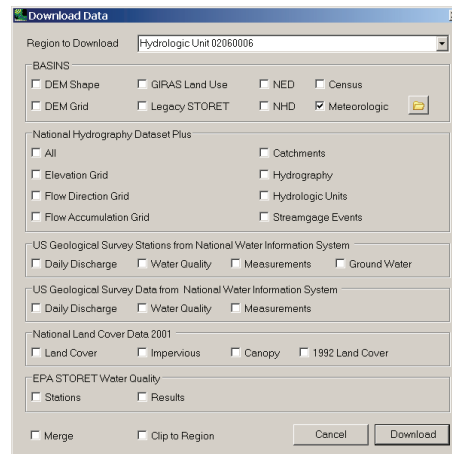 Download Data
Region to Download Hydrologic Unit 02060006
BASINS
DEM Shape GIRAS Land Use NED Census
DEM Grid Legacy STORET NHD Meteorologic
National Hydrography Dataset Plus
All Catchments
Elevation Grid Hydrography
Flow Direction Grid Hydrologic Units
Flow Accumulation Grid Streamgage Events
US Geological Survey Stations from National Water Information System
Daily Discharge Water Quality Measurements Ground Water
US Geological Survey Data from National Water Information System
Daily Discharge Water Quality Measurements
National Land Cover Data 2001
Land Cover Impervious Canopy 1992 Land Cover
EPA STORET Water Quality
Stations Results
Merge Clip to Region Cancel Download